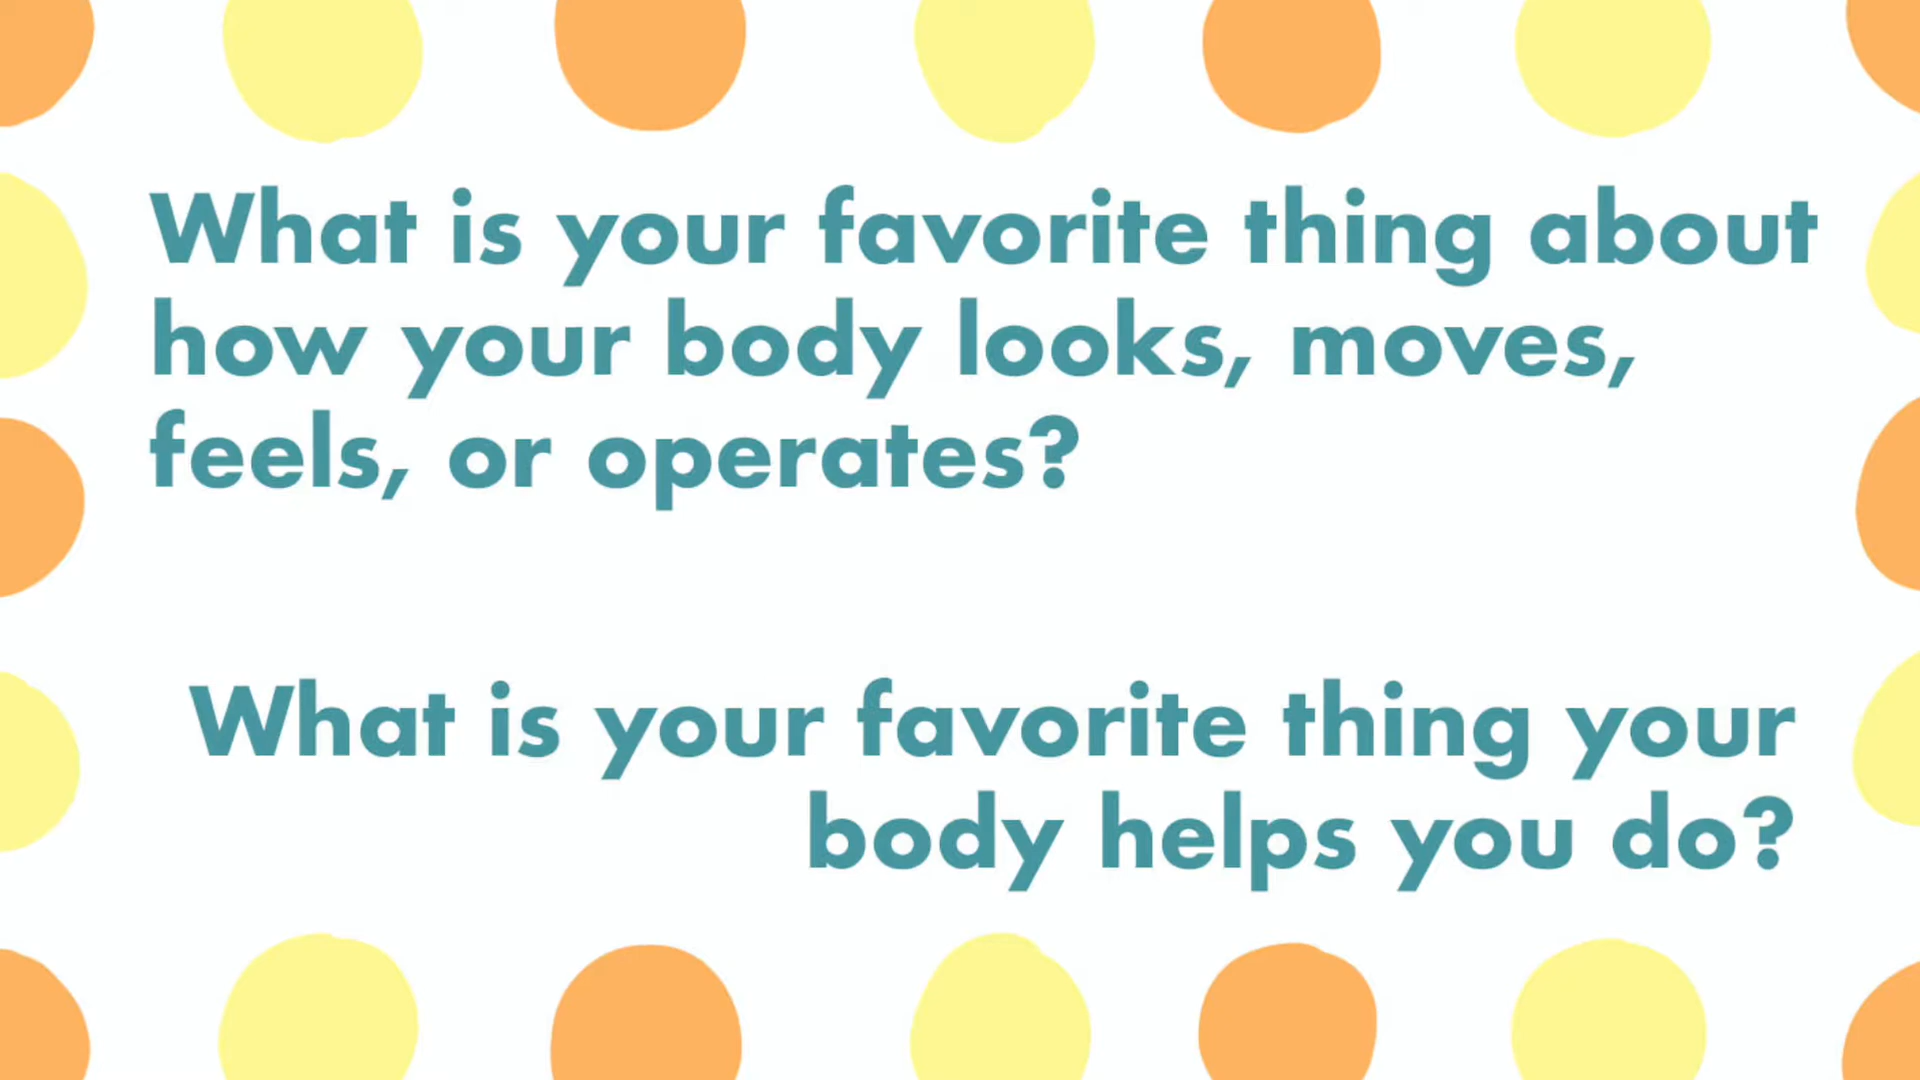 What is your favorite thing about
how your body looks, moves,
feels, or operates?
What is your favorite thing your
body helps you do?